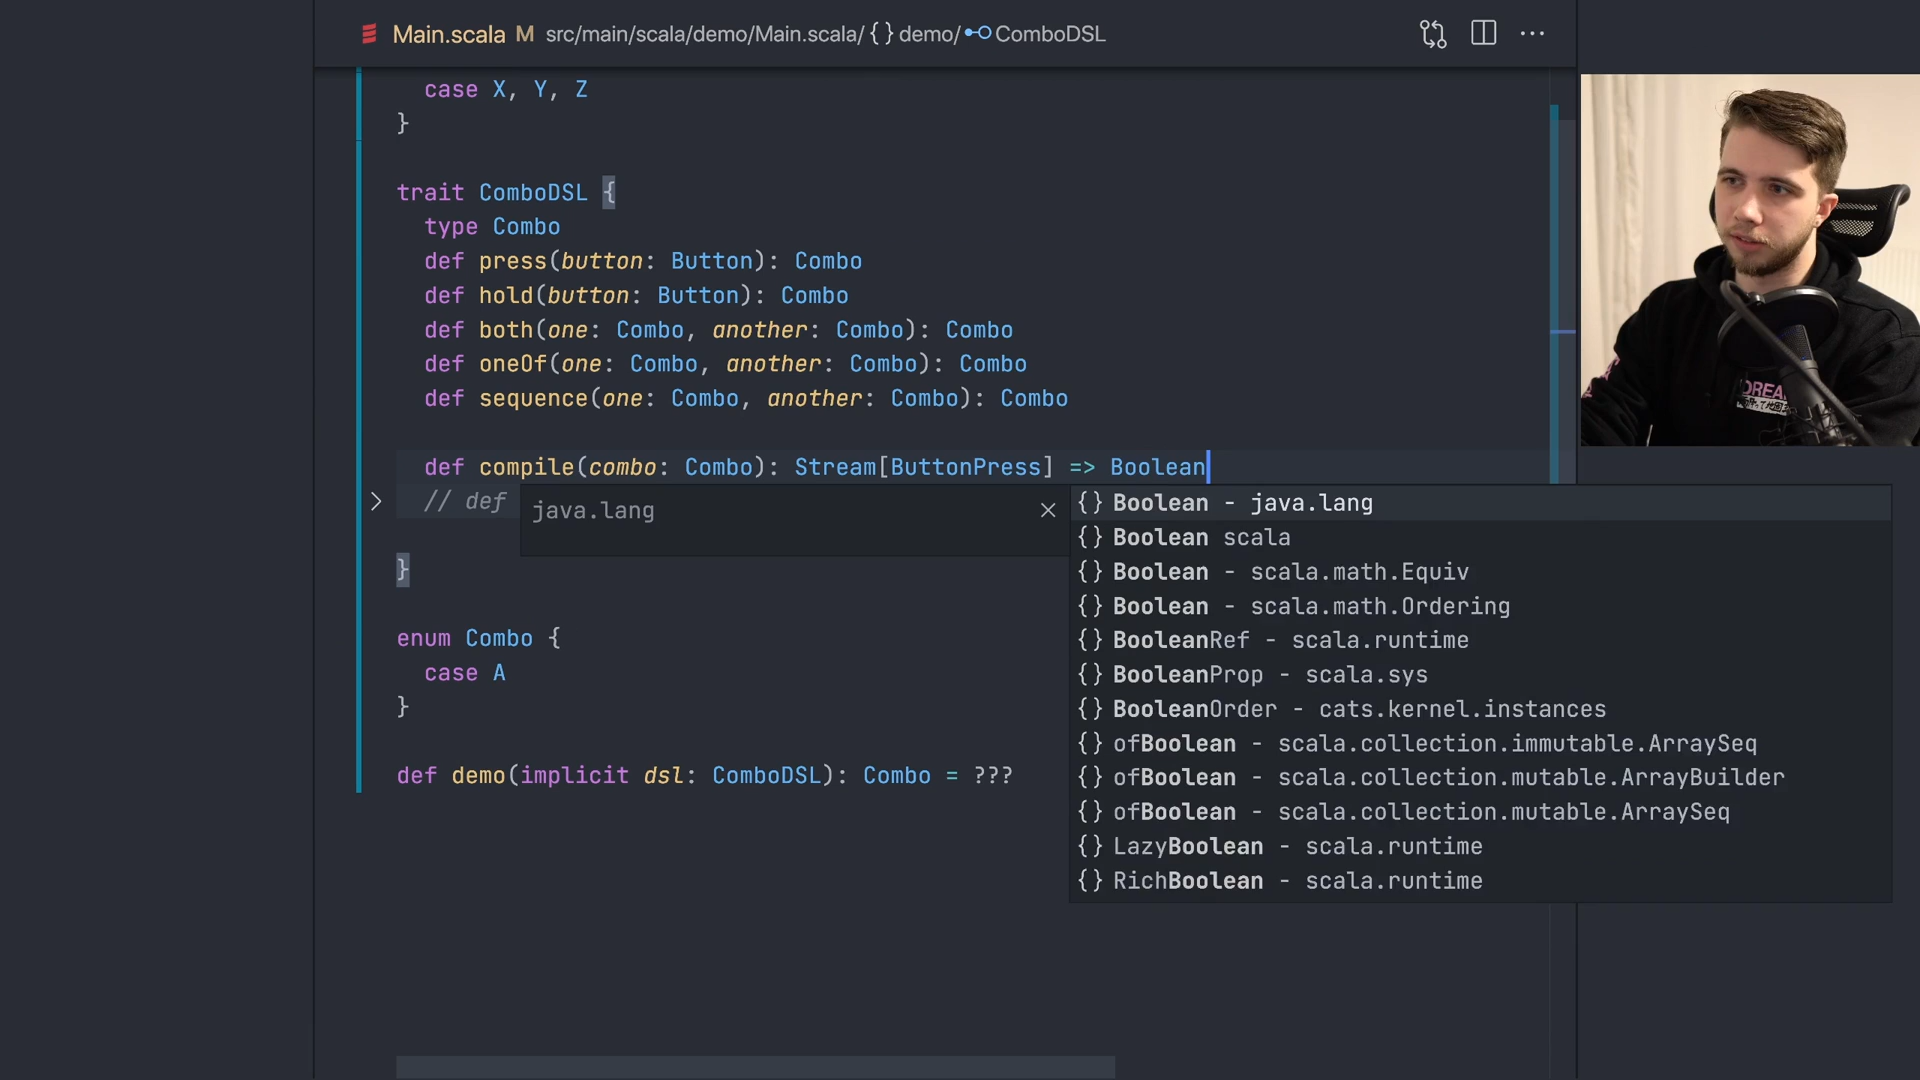 Main.scala M src/main/scala/demo/Main.scala/ {} demo/ ComboDSL
case X, Y, Z
}
trait ComboDSL {
type Combo
def press(button: Button): Combo
def hold(button: Button): Combo
def both(one: Combo, another: Combo): Combo
def oneOf(one: Combo, another: Combo): Combo
def sequence(one: Combo, another: Combo): Combo
def compile(combo: Combo): Stream[ButtonPress] => Boolean
// def
java.lang
{} Boolean - java.lang
{} Boolean scala
{} Boolean - scala.math.Equiv
{} Boolean - scala.math.Ordering
{} BooleanRef - scala.runtime
{} BooleanProp - scala.sys
{} BooleanOrder - cats.kernel.instances
{} ofBoolean - scala.collection.immutable.ArraySeq
{} ofBoolean - scala.collection.mutable.ArrayBuilder
{} ofBoolean - scala.collection.mutable.ArraySeq
{} LazyBoolean - scala.runtime
{} RichBoolean - scala.runtime
}
enum Combo {
case A
}
def demo(implicit dsl: ComboDSL): Combo = ???